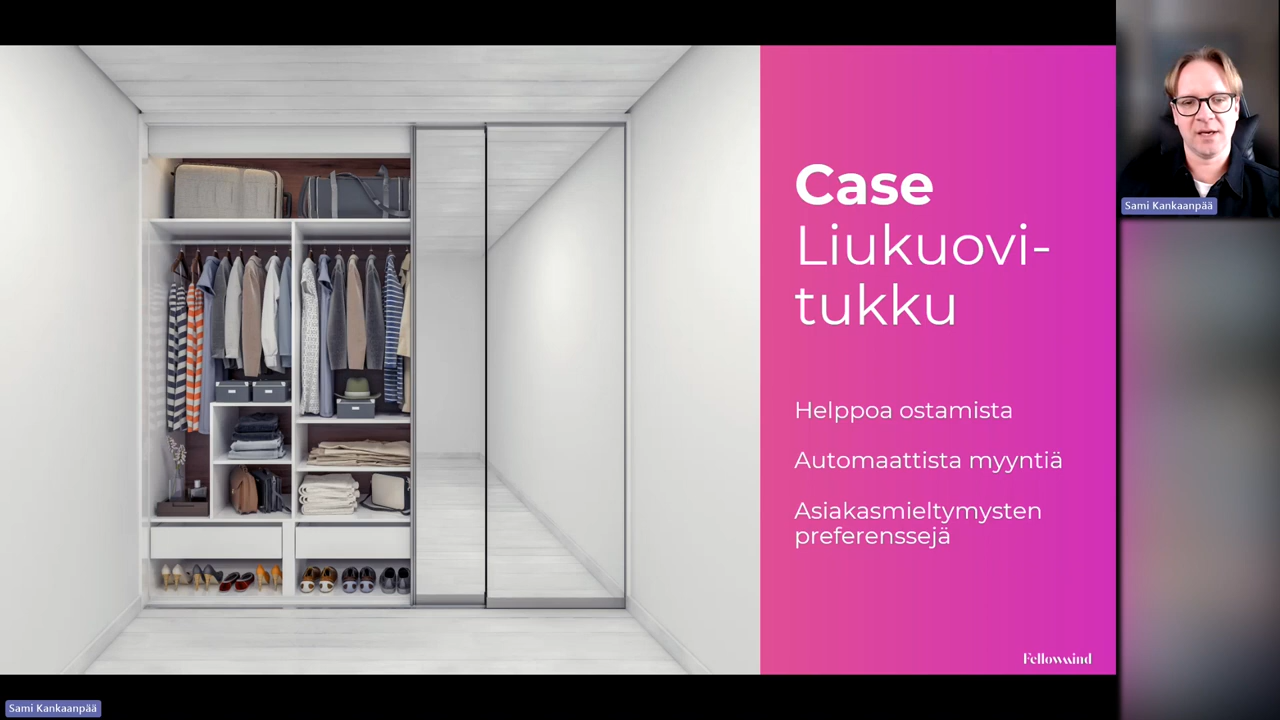 Case
Liukuovi-
tukku
Helppoa ostamista
Automaattista myyntiä
Asiakasmieltymysten
preferenssejä
Fellowmind
Sami Kankaanpää
Sami Kankaanpää